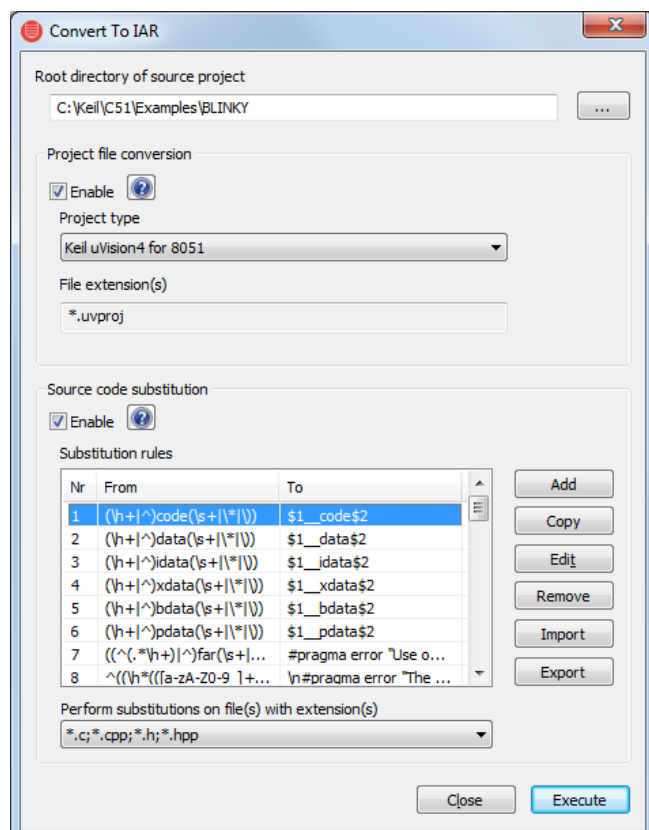 Convert To IAR
Root directory of source project
C:\Keil\C51\Examples\BLINKY
...
Project file conversion
Enable
Project type
Keil uVision4 for 8051
File extension(s)
*.uvproj
Source code substitution
Enable
Substitution rules
Nr From To
1 (\h+|^)code(\s+|\*|\)) $1__code$2
2 (\h+|^)data(\s+|\*|\)) $1__data$2
3 (\h+|^)idata(\s+|\*|\)) $1__idata$2
4 (\h+|^)xdata(\s+|\*|\)) $1__xdata$2
5 (\h+|^)bdata(\s+|\*|\)) $1__bdata$2
6 (\h+|^)pdata(\s+|\*|\)) $1__pdata$2
7 ((^(.*\h+)|^)far(\s+|... #pragma error "Use o...
8 ^((\h*(([a-zA-Z0-9_]+... \n#pragma error "The ...
Add
Copy
Edit
Remove
Import
Export
Perform substitutions on file(s) with extension(s)
*.c;*.cpp;*.h;*.hpp
Close
Execute